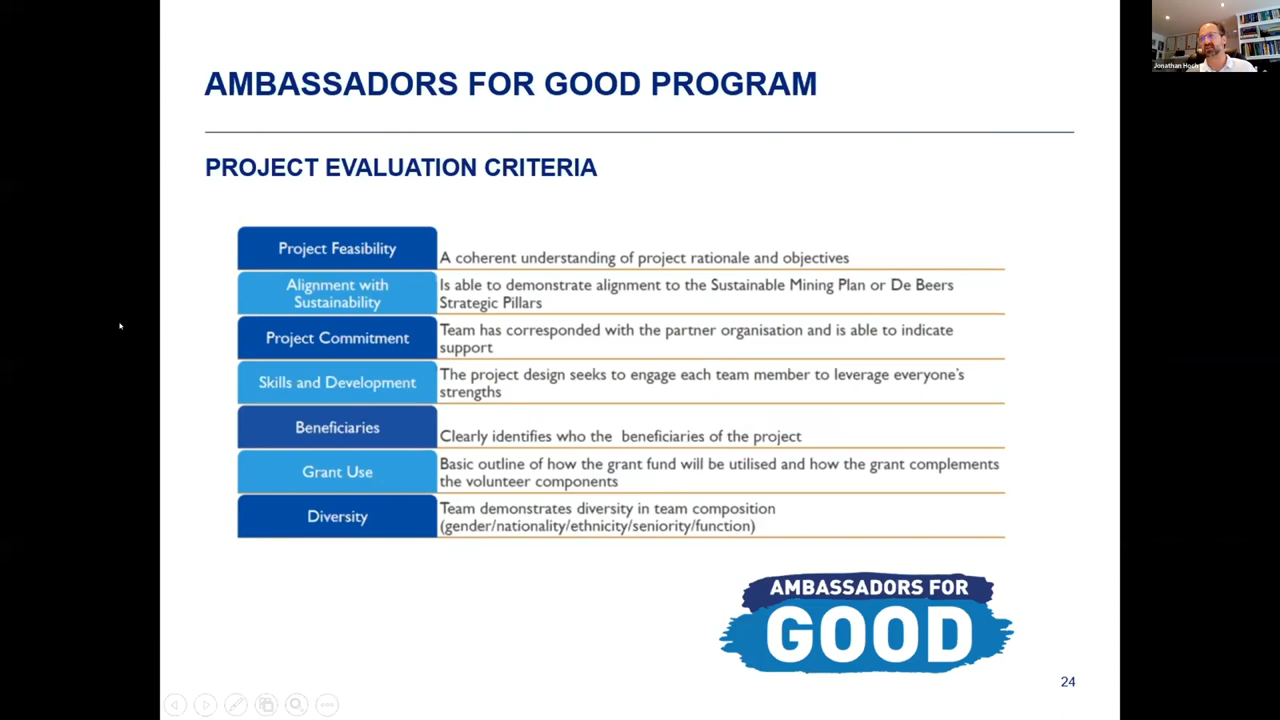 Jonathan Hoch
AMBASSADORS FOR GOOD PROGRAM
PROJECT EVALUATION CRITERIA
Project Feasibility
A coherent understanding of project rationale and objectives
Alignment with
Sustainability
Is able to demonstrate alignment to the Sustainable Mining Plan or De Beers
Strategic Pillars
Project Commitment
Team has corresponded with the partner organisation and is able to indicate
support
Skills and Development
The project design seeks to engage each team member to leverage everyone's
strengths
Beneficiaries
Clearly identifies who the  beneficiaries of the project
Grant Use
Basic outline of how the grant fund will be utilised and how the grant complements
the volunteer components
Diversity
Team demonstrates diversity in team composition
(gender/nationality/ethnicity/seniority/function)
AMBASSADORS FOR
GOOD
24